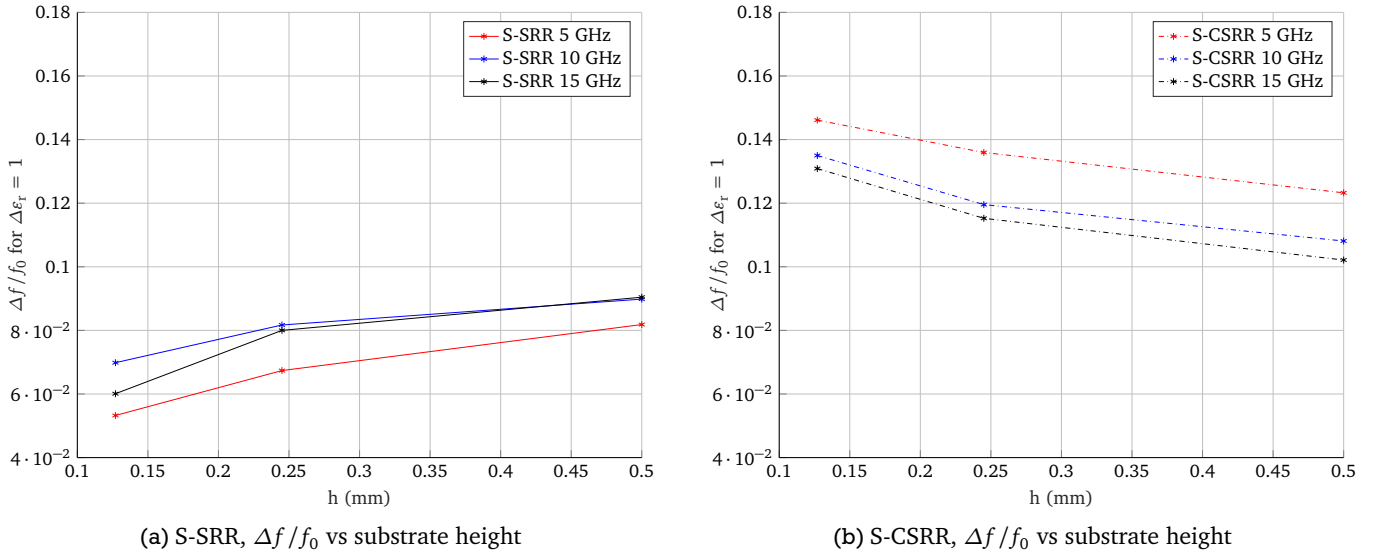 0.18
0.16
0.14
0.12
0.1
8 · 10⁻²
6 · 10⁻²
4 · 10⁻²
Δf/f₀ for Δεᵣ = 1
0.1 0.15 0.2 0.25 0.3 0.35 0.4 0.45 0.5
h (mm)
S-SRR 5 GHz
S-SRR 10 GHz
S-SRR 15 GHz
(a) S-SRR, Δf/f₀ vs substrate height
0.18
0.16
0.14
0.12
0.1
8 · 10⁻²
6 · 10⁻²
4 · 10⁻²
Δf/f₀ for Δεᵣ = 1
0.1 0.15 0.2 0.25 0.3 0.35 0.4 0.45 0.5
h (mm)
S-CSRR 5 GHz
S-CSRR 10 GHz
S-CSRR 15 GHz
(b) S-CSRR, Δf/f₀ vs substrate height